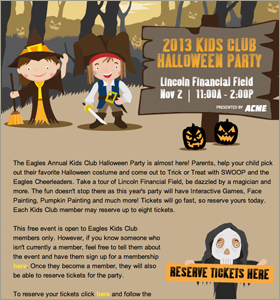 2013 KIDS CLUB
HALLOWEEN PARTY
Lincoln Financial Field
Nov 2 | 11:00A - 2:00P
PRESENTED BY ACME
The Eagles Annual Kids Club Halloween Party is almost here! Parents, help your child pick
out their favorite Halloween costume and come out to Trick or Treat with SWOOP and the
Eagles Cheerleaders. Take a tour of Lincoln Financial Field, be dazzled by a magician and
more. The fun doesn't stop there as this year's party will have Interactive Games, Face
Painting, Pumpkin Painting and much more! Tickets will go fast, so reserve yours today.
Each Kids Club member may reserve up to eight tickets.
This free event is open to Eagles Kids Club
members only. However, if you know someone who
isn't currently a member, feel free to tell them about
the event and have them sign up for a membership
here. Once they become a member, they will also
be able to reserve tickets for the party.
RESERVE TICKETS HERE
To reserve your tickets click here and follow the